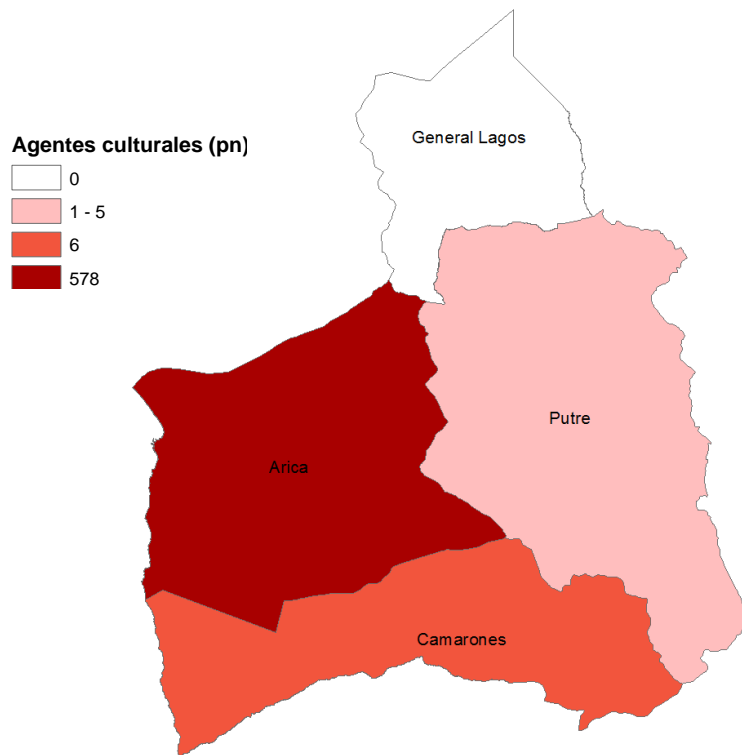 General Lagos
Agentes culturales (pn)
0
1 - 5
6
578
Putre
Arica
Camarones